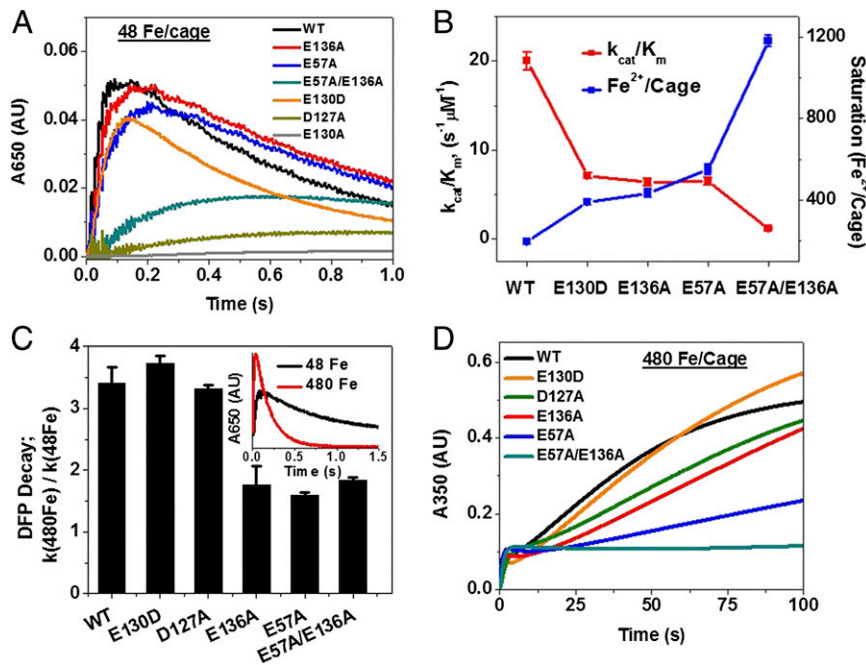 A
48 Fe/cage
WT
E136A
E57A
E57A/E136A
E130D
D127A
E130A
A650 (AU)
0.06
0.04
0.02
0.00
0.0 0.2 0.4 0.6 0.8 1.0
Time (s)
B
kcat/Km
Fe2+/Cage
kcat/Km, (s-1 μM-1)
20
15
10
5
0
Saturation (Fe2+/Cage)
1200
800
400
WT E130D E136A E57A E57A/E136A
C
DFP Decay;
k(480Fe) / k(48Fe)
4
3
2
1
0
WT
E130D
D127A
E136A
E57A
E57A/E136A
48 Fe
480 Fe
A650 (AU)
0.0 0.5 1.0 1.5
Time (s)
D
480 Fe/Cage
WT
E130D
D127A
E136A
E57A
E57A/E136A
A350 (AU)
0.6
0.4
0.2
0.0
0 25 50 75 100
Time (s)